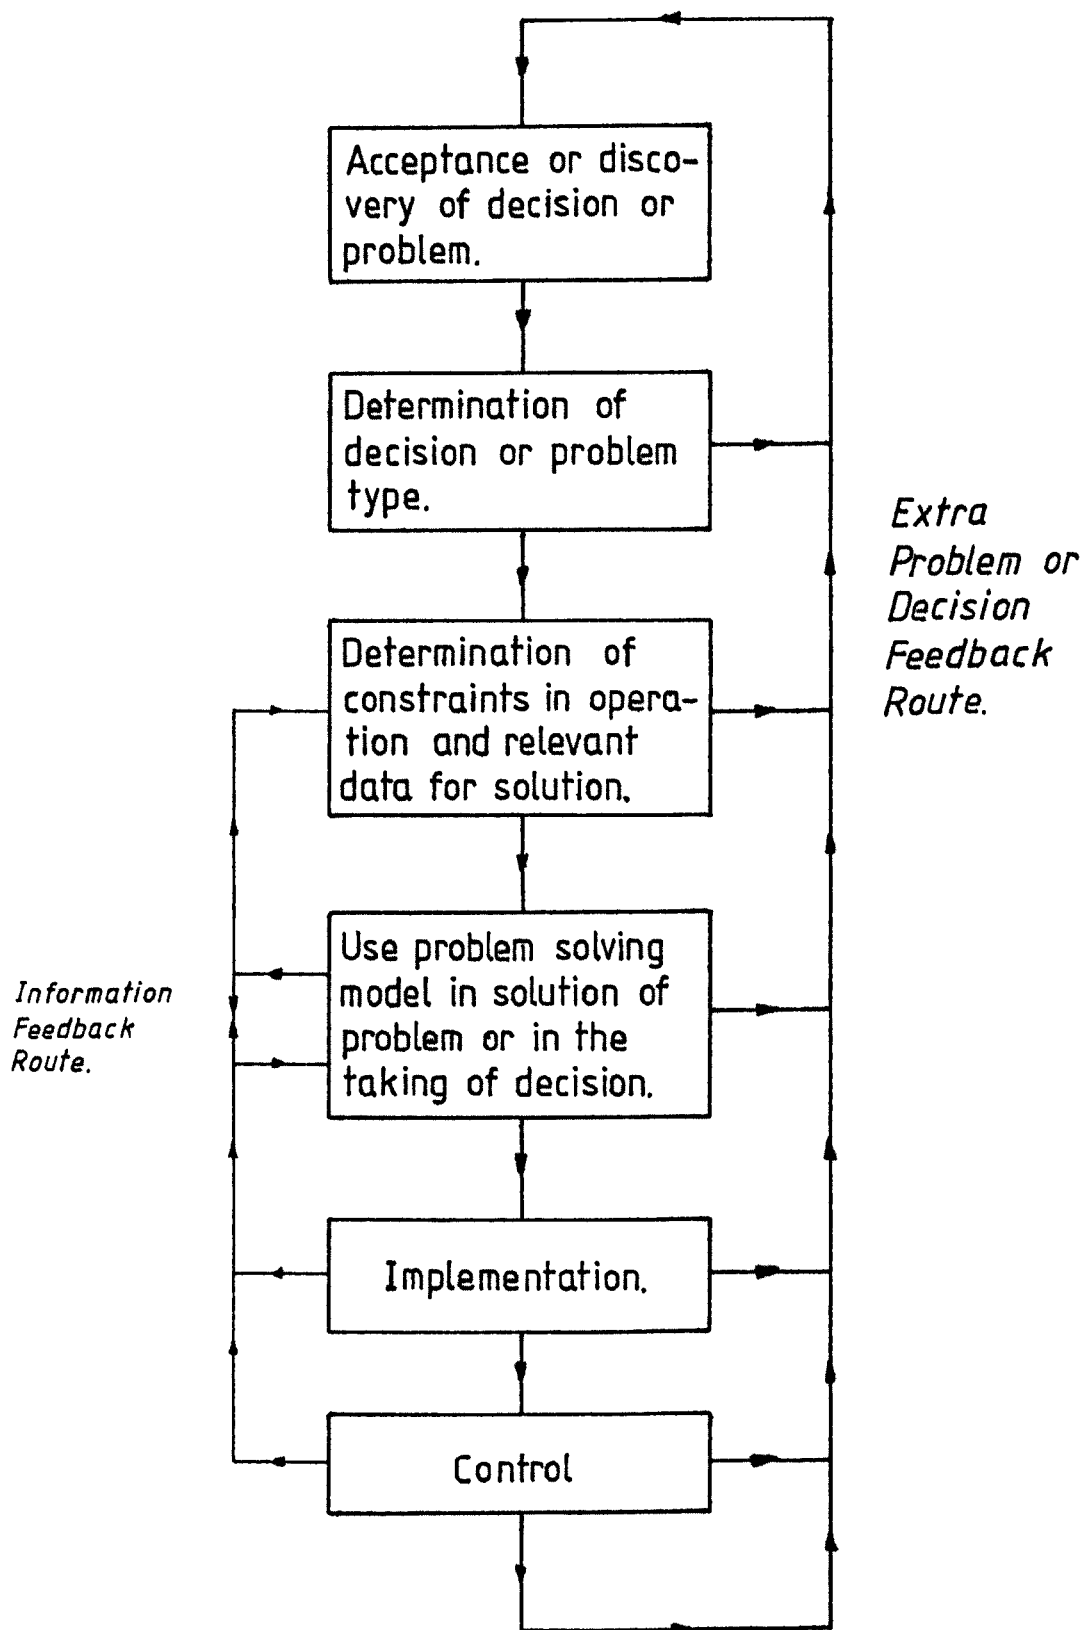 Acceptance or disco-
very of decision or
problem.
Determination of
decision or problem
type.
Extra
Problem or
Decision
Feedback
Route.
Determination of
constraints in opera-
tion and relevant
data for solution.
Use problem solving
model in solution of
problem or in the
taking of decision.
Information
Feedback
Route.
Implementation.
Control